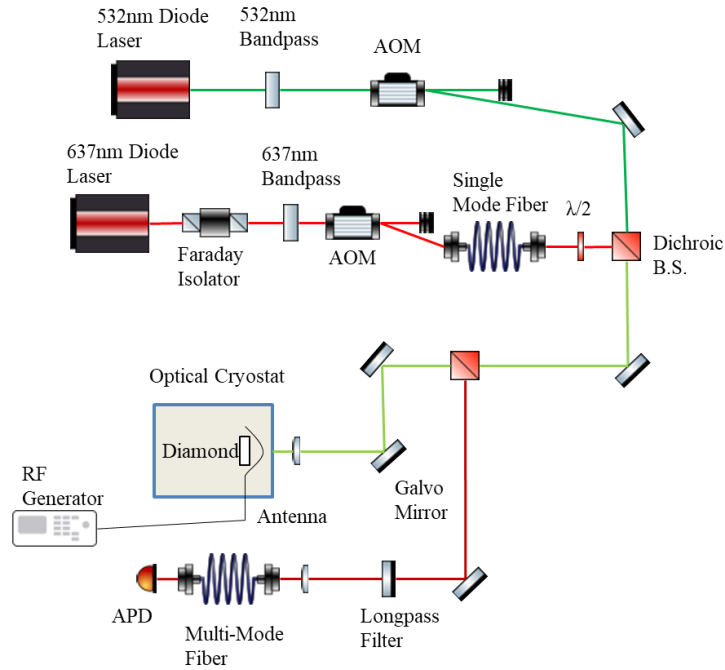 532nm Diode
Laser
532nm
Bandpass
AOM
637nm Diode
Laser
Faraday
Isolator
637nm
Bandpass
AOM
Single
Mode Fiber
λ/2
Dichroic
B.S.
Optical Cryostat
Diamond
Galvo
Mirror
RF
Generator
Antenna
APD
Multi-Mode
Fiber
Longpass
Filter